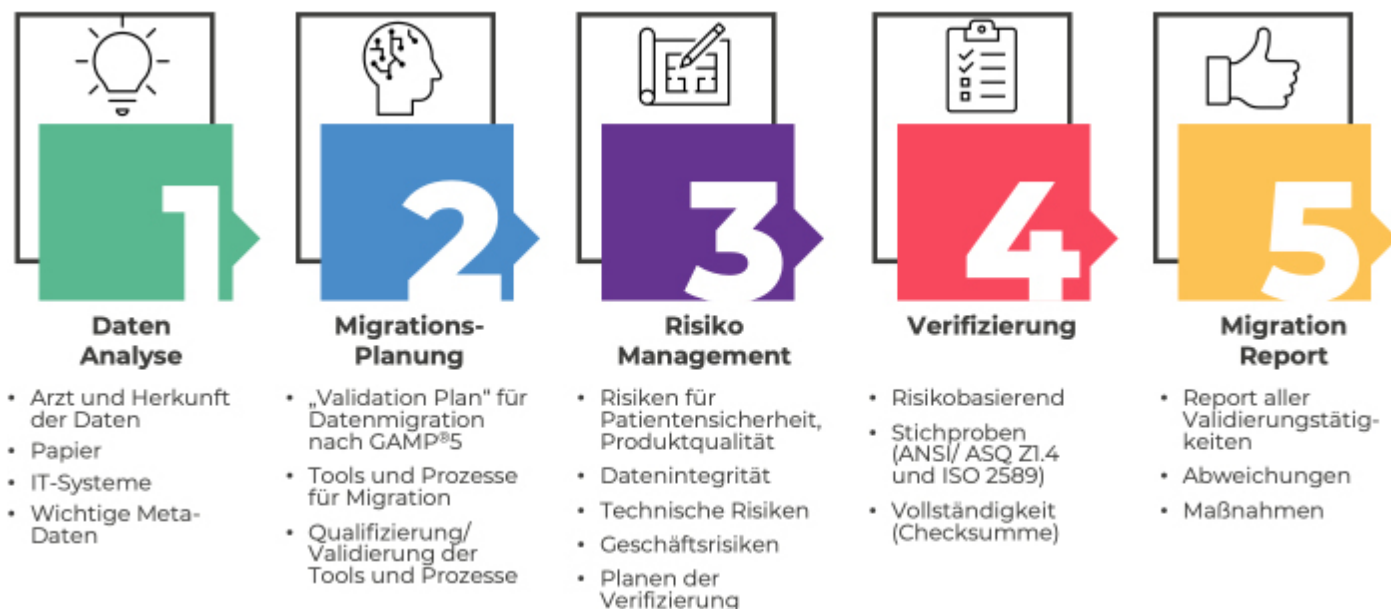 1
Daten
Analyse
• Arzt und Herkunft
der Daten
• Papier
• IT-Systeme
• Wichtige Meta-
Daten
2
Migrations-
Planung
• „Validation Plan“ für
Datenmigration
nach GAMP®5
• Tools und Prozesse
für Migration
• Qualifizierung/
Validierung der
Tools und Prozesse
3
Risiko
Management
• Risiken für
Patientensicherheit,
Produktqualität
• Datenintegrität
• Technische Risiken
• Geschäftsrisiken
• Planen der
Verifizierung
4
Verifizierung
• Risikobasierend
• Stichproben
(ANSI/ ASQ Z1.4
und ISO 2589)
• Vollständigkeit
(Checksumme)
5
Migration
Report
• Report aller
Validierungstätig-
keiten
• Abweichungen
• Maßnahmen